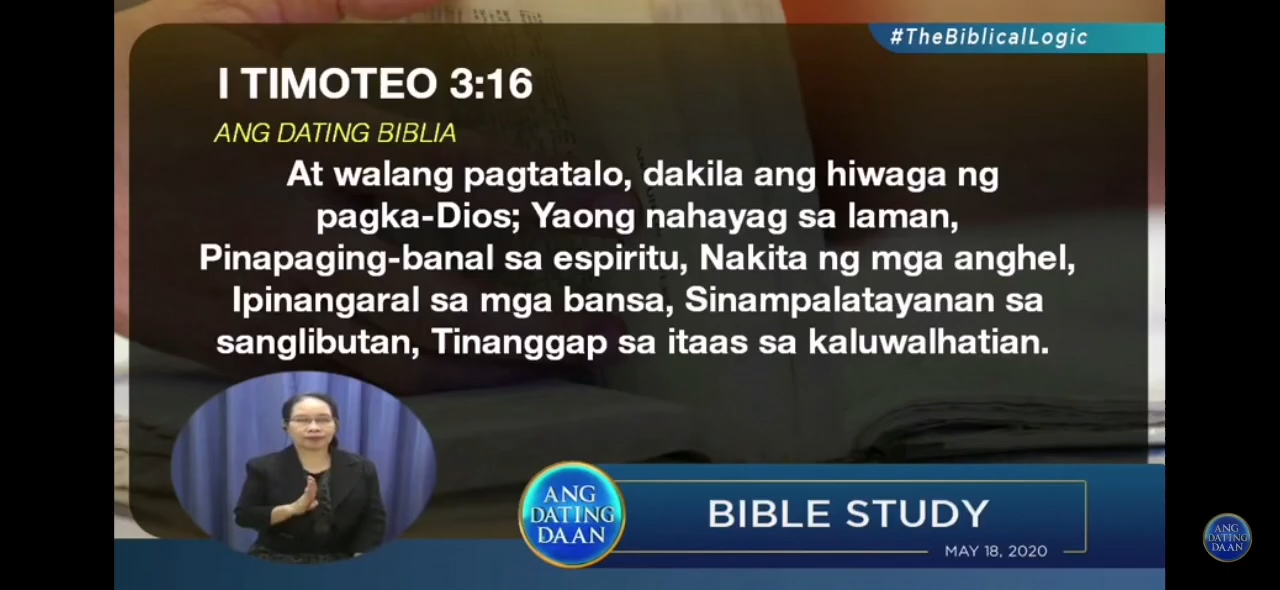 #TheBiblicalLogic
I TIMOTEO 3:16
ANG DATING BIBLIA
At walang pagtatalo, dakila ang hiwaga ng
pagka-Dios; Yaong nahayag sa laman,
Pinapaging-banal sa espiritu, Nakita ng mga anghel,
Ipinangaral sa mga bansa, Sinampalatayanan sa
sanglibutan, Tinanggap sa itaas sa kaluwalhatian.
ANG
DATING
DAAN
BIBLE STUDY
MAY 18, 2020
ANG
DATING
DAAN